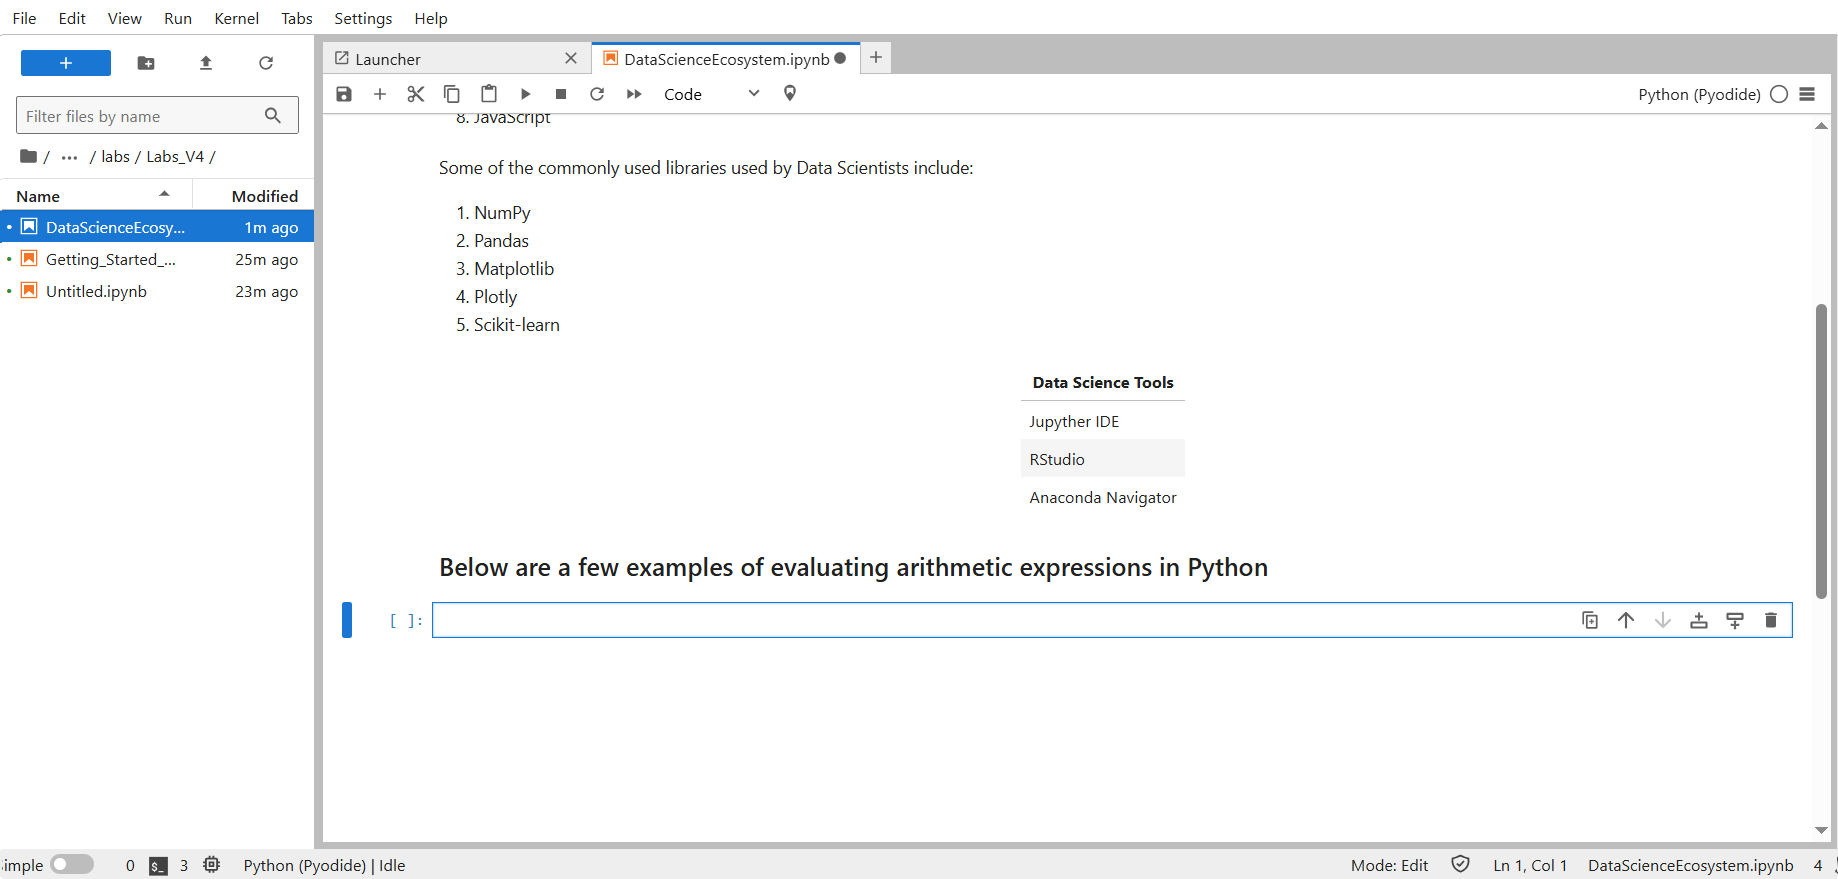 File Edit View Run Kernel Tabs Settings Help
Launcher DataScienceEcosystem.ipynb
Code Python (Pyodide)
Filter files by name
/ ... / labs / Labs_V4 /
Name Modified
DataScienceEcosy... 1m ago
Getting_Started_... 25m ago
Untitled.ipynb 23m ago
8. JavaScript
Some of the commonly used libraries used by Data Scientists include:
1. NumPy
2. Pandas
3. Matplotlib
4. Plotly
5. Scikit-learn
Data Science Tools
Jupyther IDE
RStudio
Anaconda Navigator
Below are a few examples of evaluating arithmetic expressions in Python
[ ]:
imple 0 $_ 3 Python (Pyodide) | Idle Mode: Edit Ln 1, Col 1 DataScienceEcosystem.ipynb 4